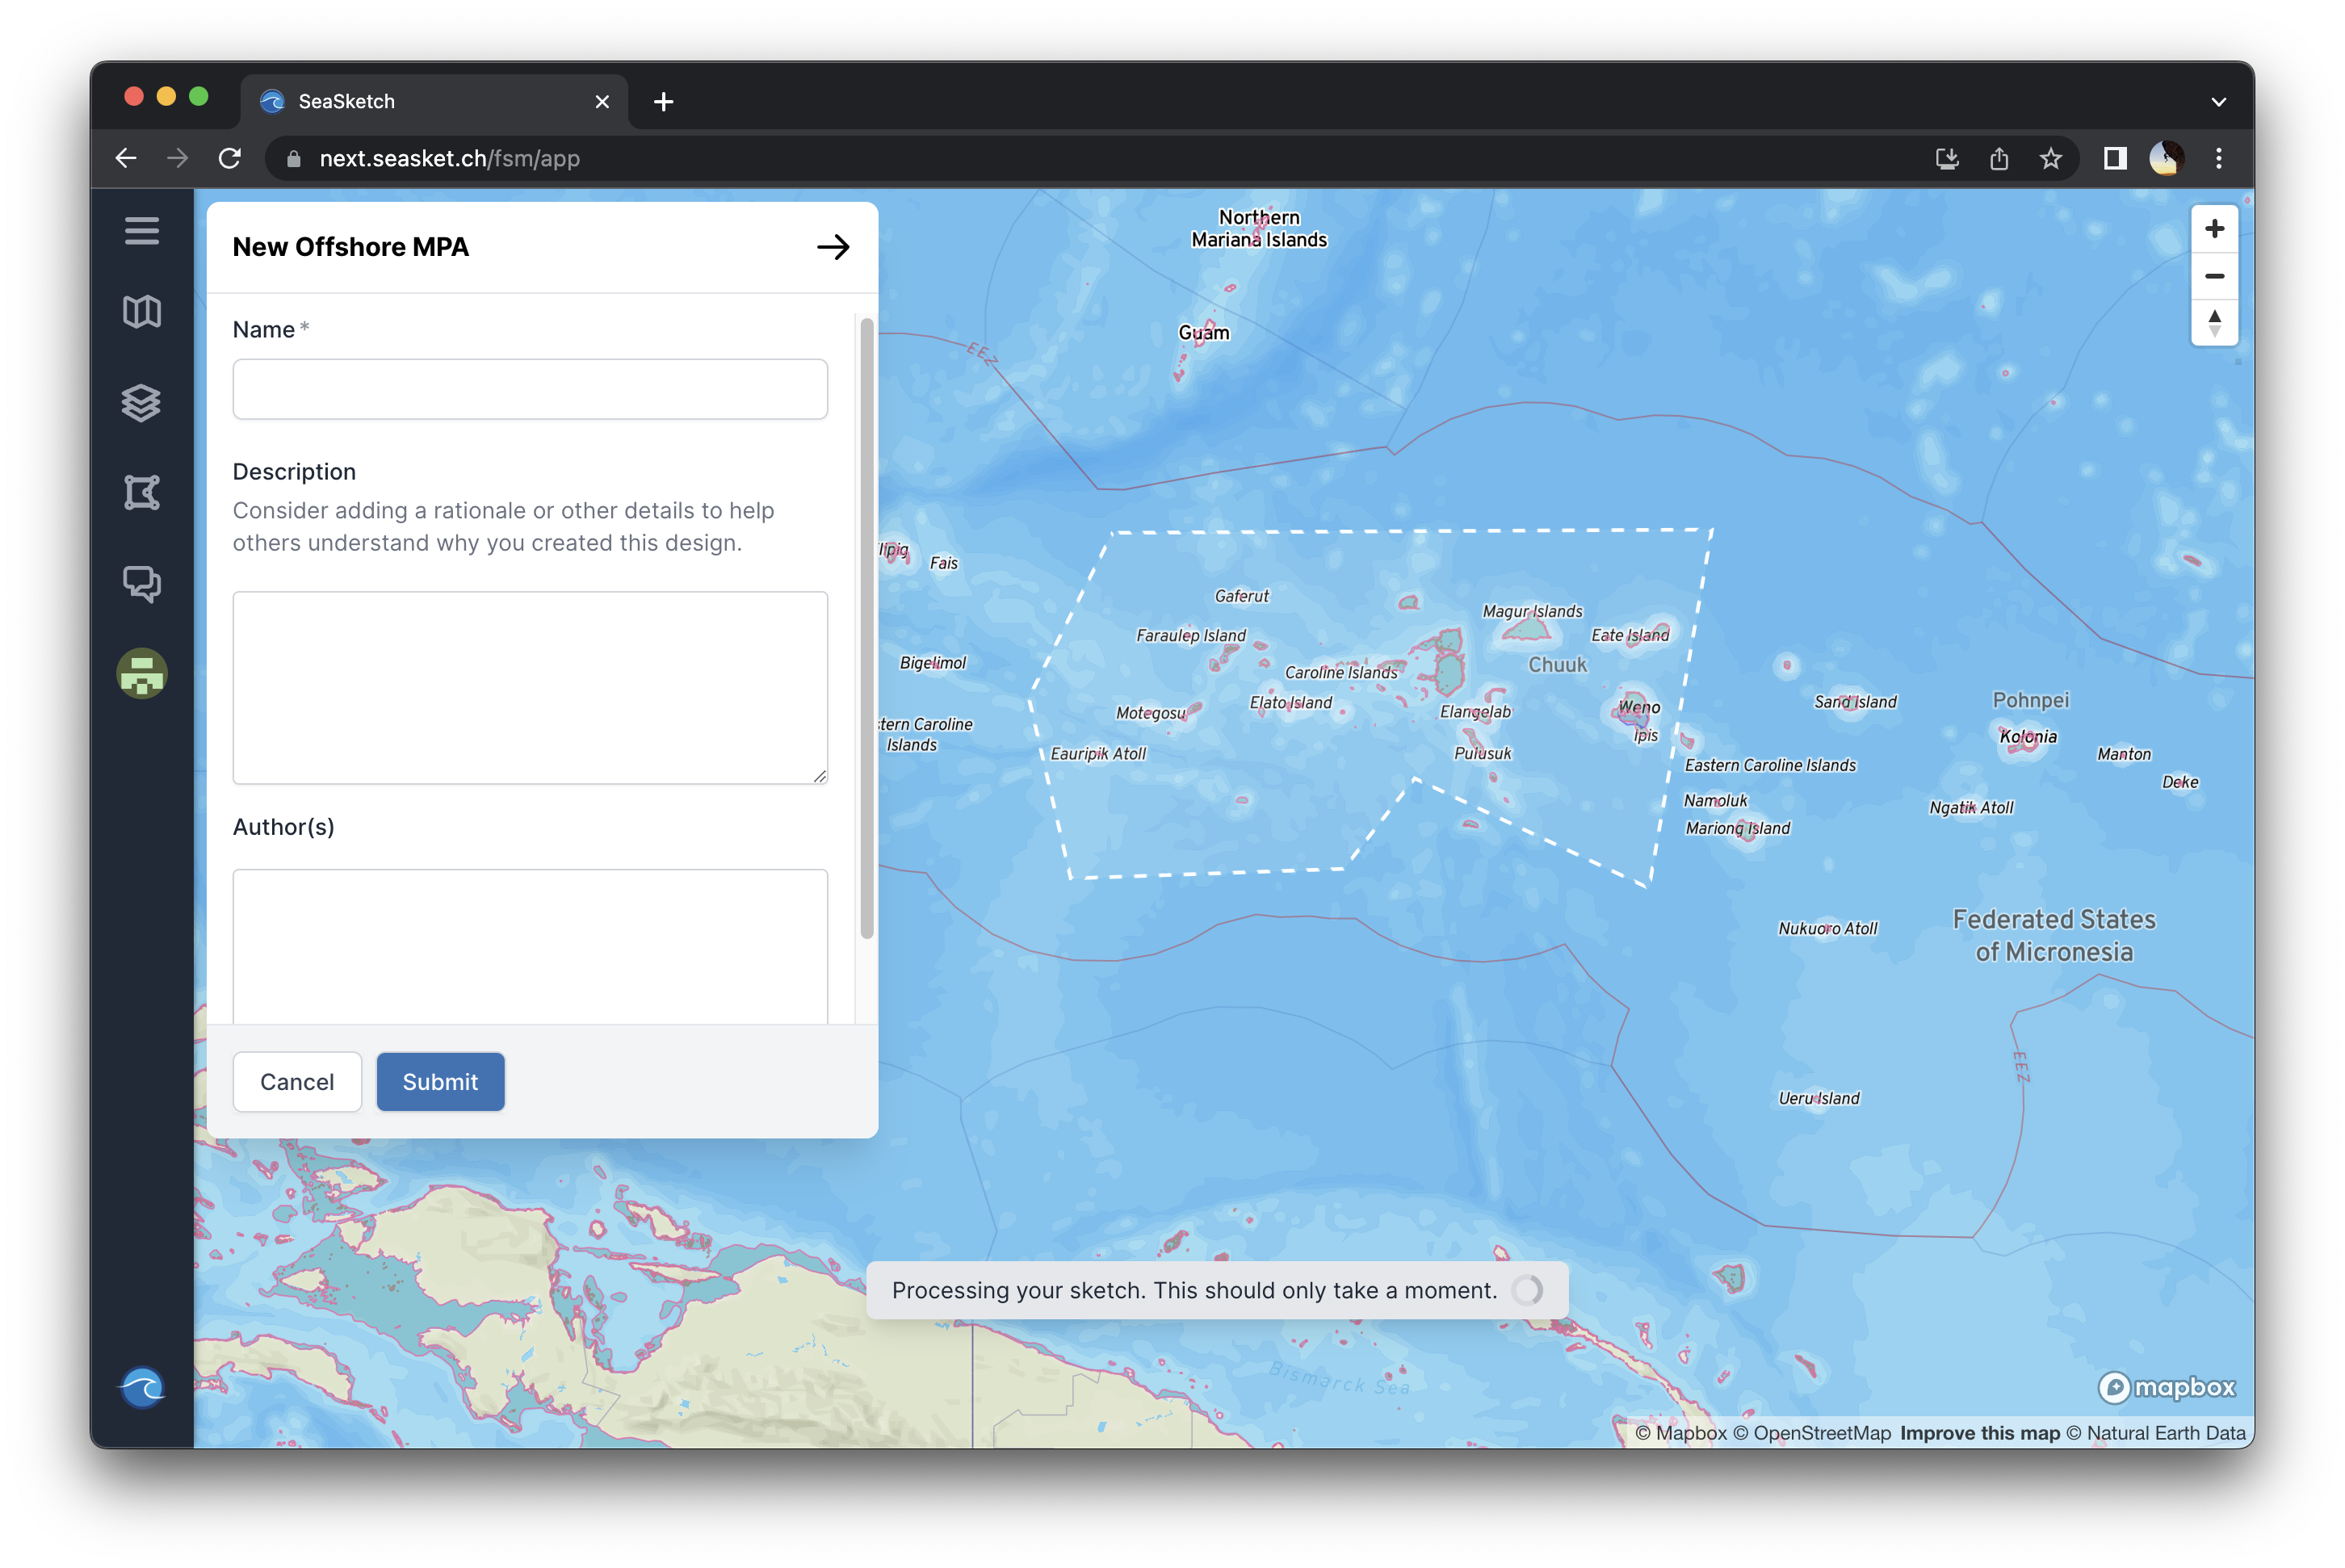 SeaSketch
next.seasket.ch/fsm/app
New Offshore MPA
Name *
Description
Consider adding a rationale or other details to help
others understand why you created this design.
Author(s)
Cancel
Submit
Northern
Mariana Islands
Guam
EEZ
Fais
Gaferut
Magur Islands
Faraulep Island
Eate Island
Bigelimol
Caroline Islands
Chuuk
Elato Island
Sand Island
Pohnpei
Motegosu
Elangelab
Weno
Ipis
Kolonia
Islands
Eauripik Atoll
Pulusuk
Manton
Eastern Caroline Islands
Deke
Namoluk
Ngatik Atoll
Mariong Island
Nukuoro Atoll
Federated States
of Micronesia
EEZ
Ueru Island
Processing your sketch. This should only take a moment.
Bismarck Sea
mapbox
© Mapbox © OpenStreetMap Improve this map © Natural Earth Data